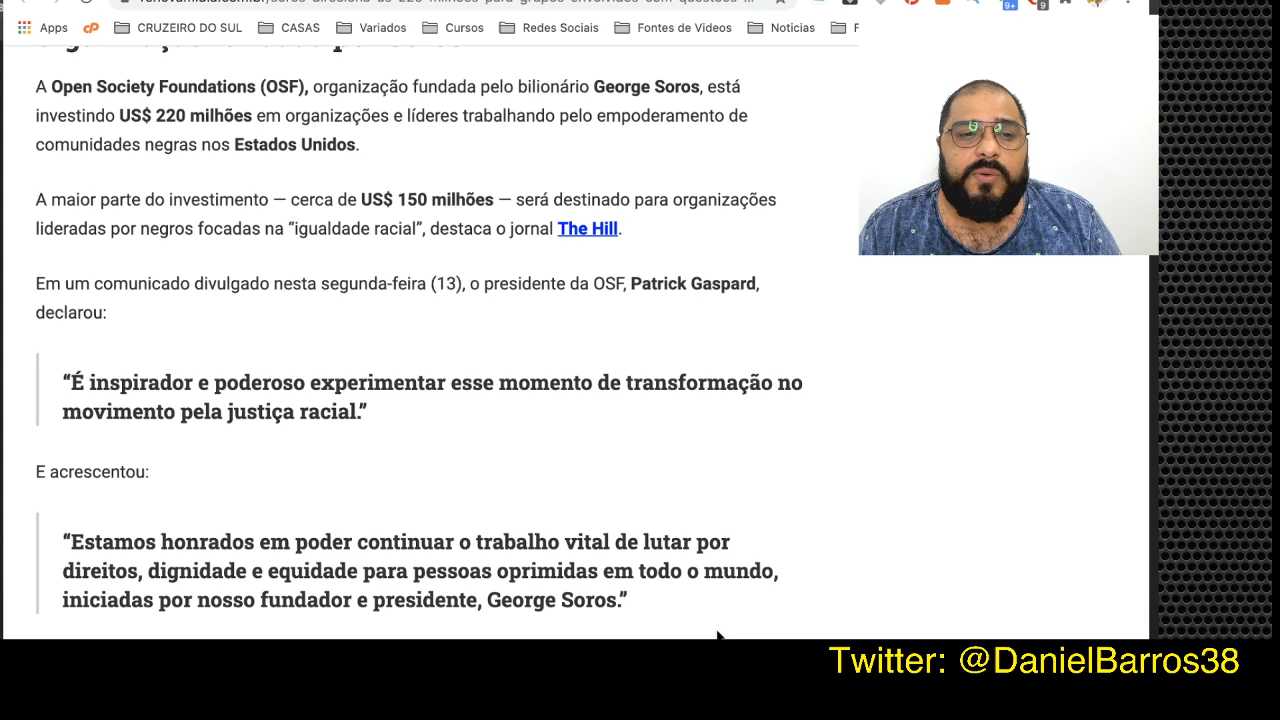 Apps CRUZEIRO DO SUL CASAS Variados Cursos Redes Sociais Fontes de Videos Noticias
A Open Society Foundations (OSF), organização fundada pelo bilionário George Soros, está
investindo US$ 220 milhões em organizações e líderes trabalhando pelo empoderamento de
comunidades negras nos Estados Unidos.
A maior parte do investimento — cerca de US$ 150 milhões — será destinado para organizações
lideradas por negros focadas na “igualdade racial”, destaca o jornal The Hill.
Em um comunicado divulgado nesta segunda-feira (13), o presidente da OSF, Patrick Gaspard,
declarou:
“É inspirador e poderoso experimentar esse momento de transformação no
movimento pela justiça racial.”
E acrescentou:
“Estamos honrados em poder continuar o trabalho vital de lutar por
direitos, dignidade e equidade para pessoas oprimidas em todo o mundo,
iniciadas por nosso fundador e presidente, George Soros.”
Twitter: @DanielBarros38